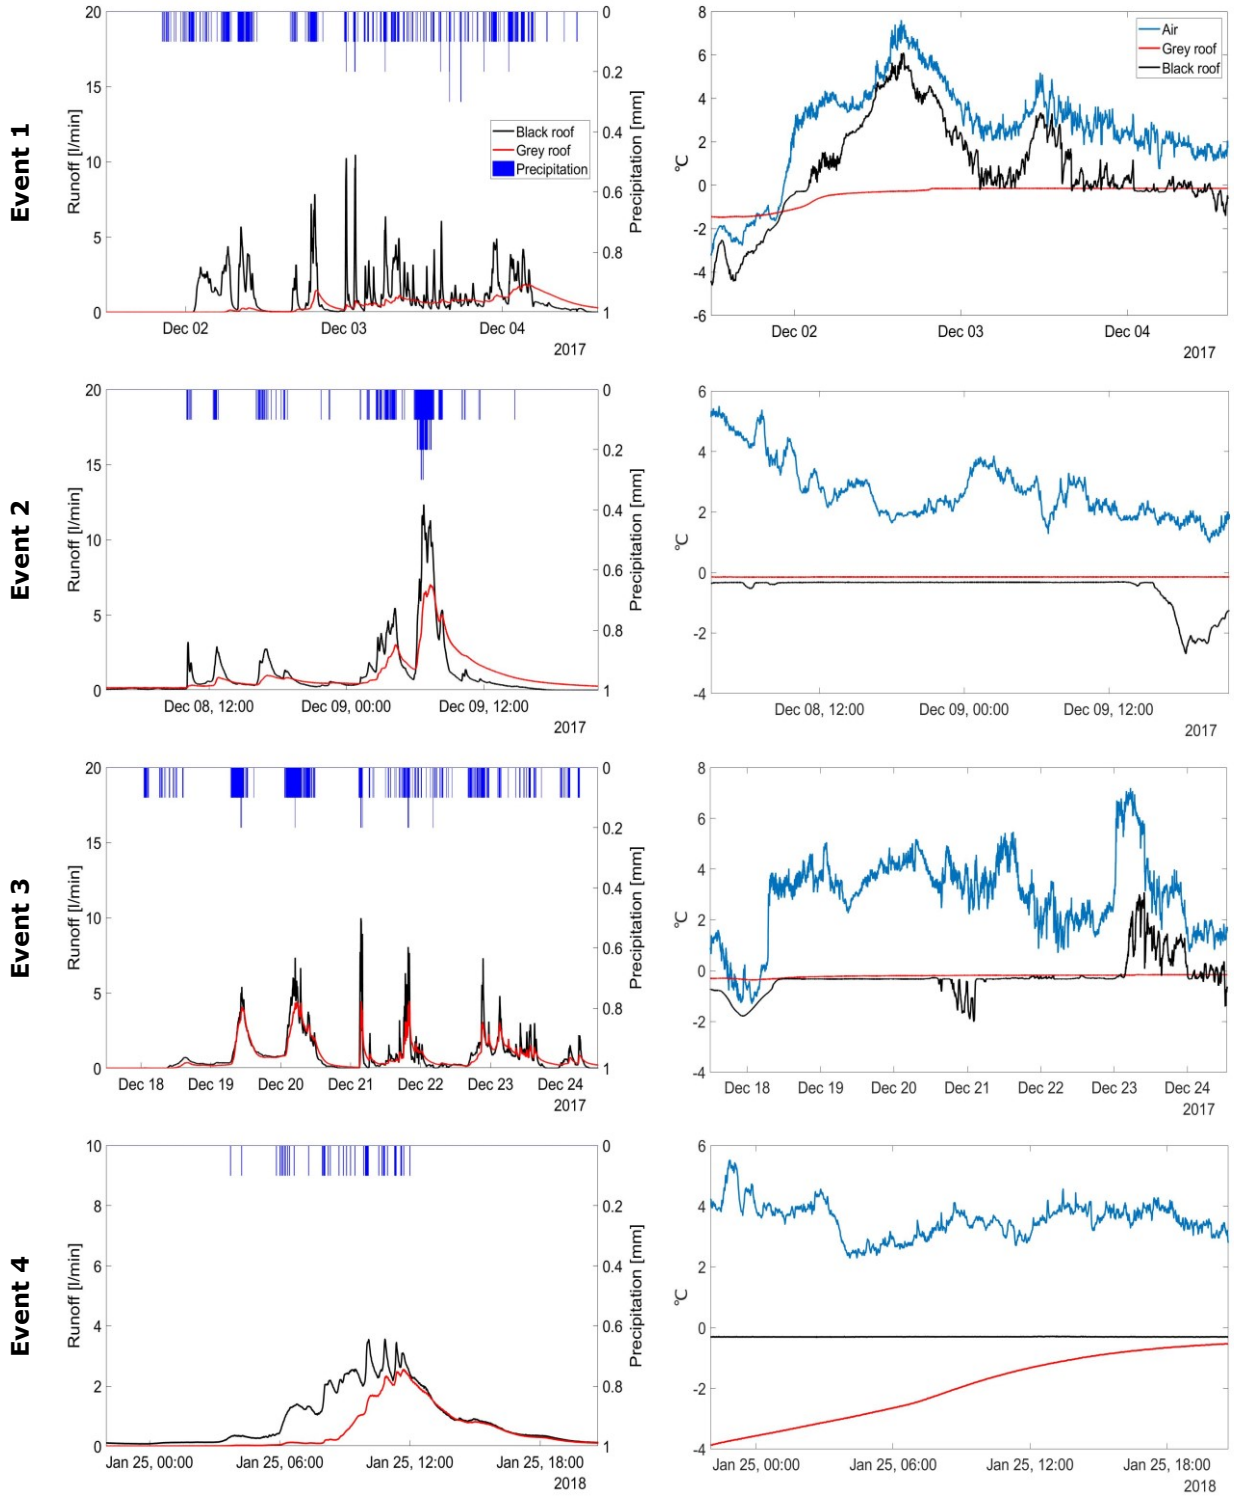 Event 1
Runoff [l/min]
20
15
10
5
0
0
0.2
0.4
0.6
0.8
1
Precipitation [mm]
Black roof
Grey roof
Precipitation
Dec 02
Dec 03
Dec 04
2017
°C
8
6
4
2
0
-2
-4
-6
Air
Grey roof
Black roof
Dec 02
Dec 03
Dec 04
2017
Event 2
Runoff [l/min]
20
15
10
5
0
0
0.2
0.4
0.6
0.8
1
Precipitation [mm]
Dec 08, 12:00
Dec 09, 00:00
Dec 09, 12:00
2017
°C
6
4
2
0
-2
-4
Dec 08, 12:00
Dec 09, 00:00
Dec 09, 12:00
2017
Event 3
Runoff [l/min]
20
15
10
5
0
0
0.2
0.4
0.6
0.8
1
Precipitation [mm]
Dec 18
Dec 19
Dec 20
Dec 21
Dec 22
Dec 23
Dec 24
2017
°C
8
6
4
2
0
-2
-4
Dec 18
Dec 19
Dec 20
Dec 21
Dec 22
Dec 23
Dec 24
2017
Event 4
Runoff [l/min]
10
8
6
4
2
0
0
0.2
0.4
0.6
0.8
1
Precipitation [mm]
Jan 25, 00:00
Jan 25, 06:00
Jan 25, 12:00
Jan 25, 18:00
2018
°C
6
4
2
0
-2
-4
Jan 25, 00:00
Jan 25, 06:00
Jan 25, 12:00
Jan 25, 18:00
2018